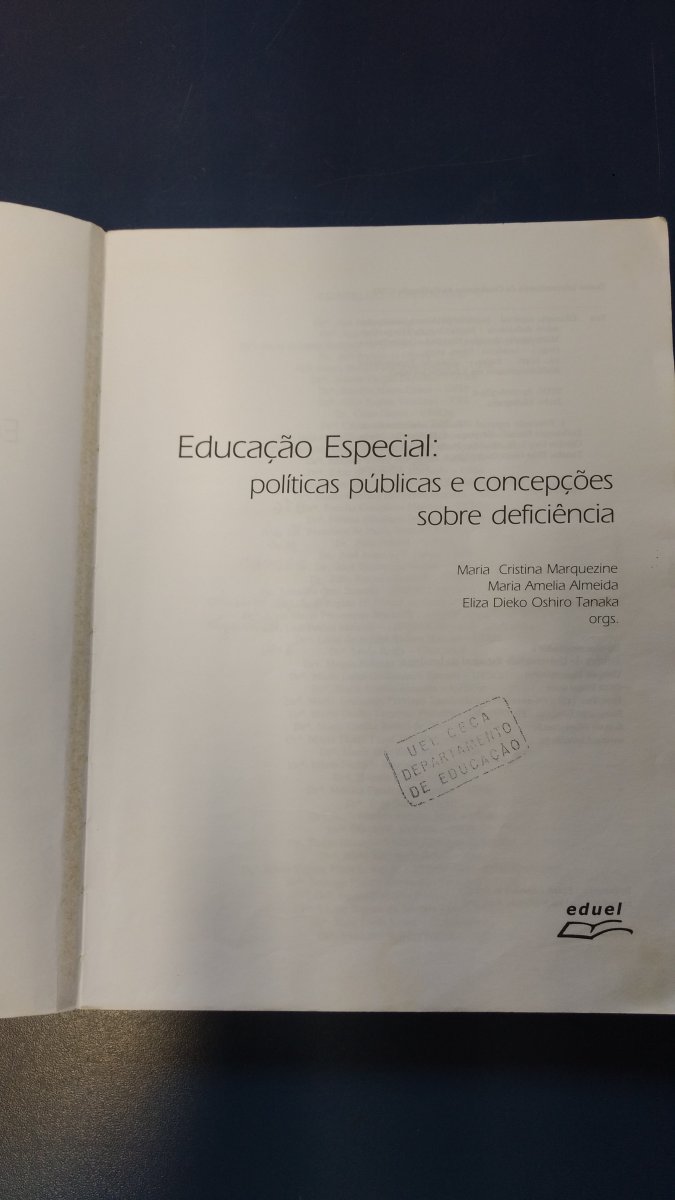 Educação Especial:
políticas públicas e concepções
sobre deficiência
Maria Cristina Marquezine
Maria Amelia Almeida
Eliza Dieko Oshiro Tanaka
orgs.
UEL CECA
DEPARTAMENTO
DE EDUCAÇÃO
eduel